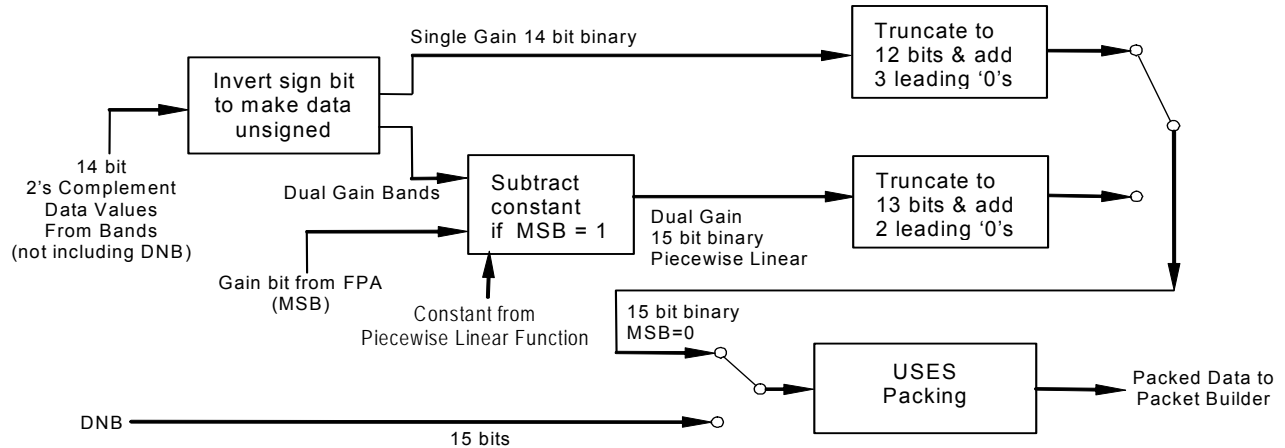 Single Gain 14 bit binary
Truncate to
12 bits & add
3 leading ‘0’s
Invert sign bit
to make data
unsigned
14 bit
2’s Complement
Data Values
From Bands
(not including DNB)
Dual Gain Bands
Subtract
constant
if MSB = 1
Dual Gain
15 bit binary
Piecewise Linear
Truncate to
13 bits & add
2 leading ‘0’s
Gain bit from FPA
(MSB)
Constant from
Piecewise Linear Function
15 bit binary
MSB=0
USES
Packing
Packed Data to
Packet Builder
DNB
15 bits